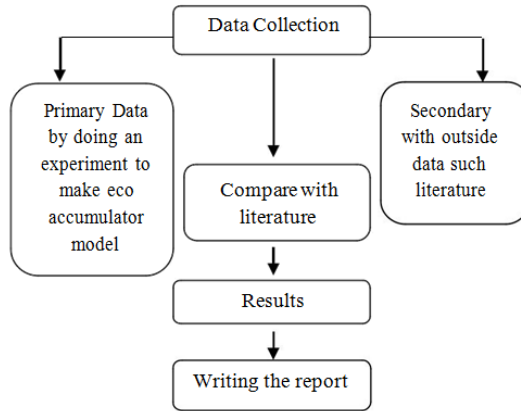 Data Collection
Primary Data
by doing an
experiment to
make eco
accumulator
model
Secondary
with outside
data such
literature
Compare with
literature
Results
Writing the report